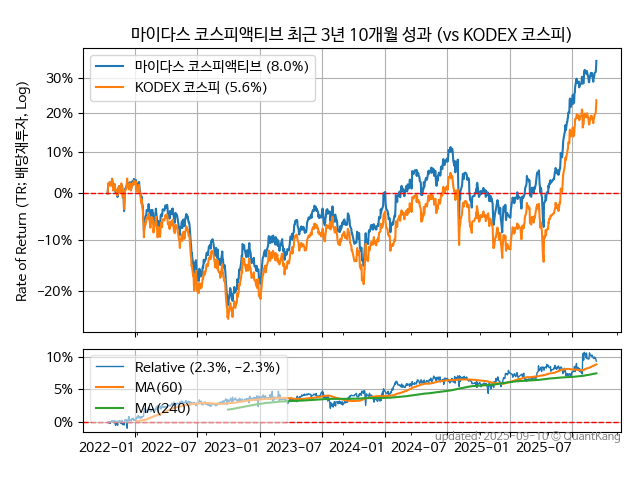 마이다스 코스피액티브 최근 3년 10개월 성과 (vs KODEX 코스피)
Rate of Return (TR: 배당재투자, Log)
마이다스 코스피액티브 (8.0%)
KODEX 코스피 (5.6%)
30%
20%
10%
0%
−10%
−20%
10%
5%
0%
Relative (2.3%, −2.3%)
MA(60)
MA(240)
2022−01
2022−07
2023−01
2023−07
2024−01
2024−07
2025−01
2025−07
updated: 2025−09−10 © QuantKang